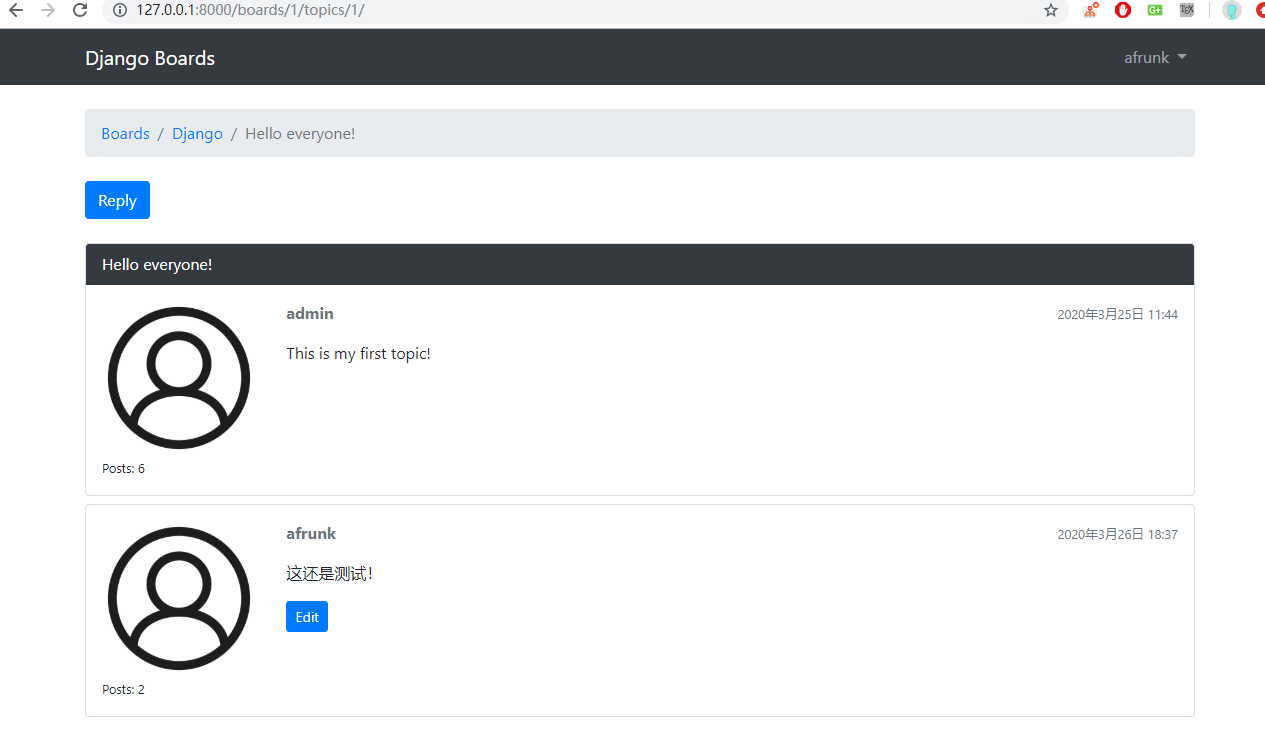 127.0.0.1:8000/boards/1/topics/1/
G+ TEX
Django Boards afrunk
Boards / Django / Hello everyone!
Reply
Hello everyone!
admin 2020年3月25日 11:44
This is my first topic!
Posts: 6
afrunk 2020年3月26日 18:37
这还是测试！
Edit
Posts: 2